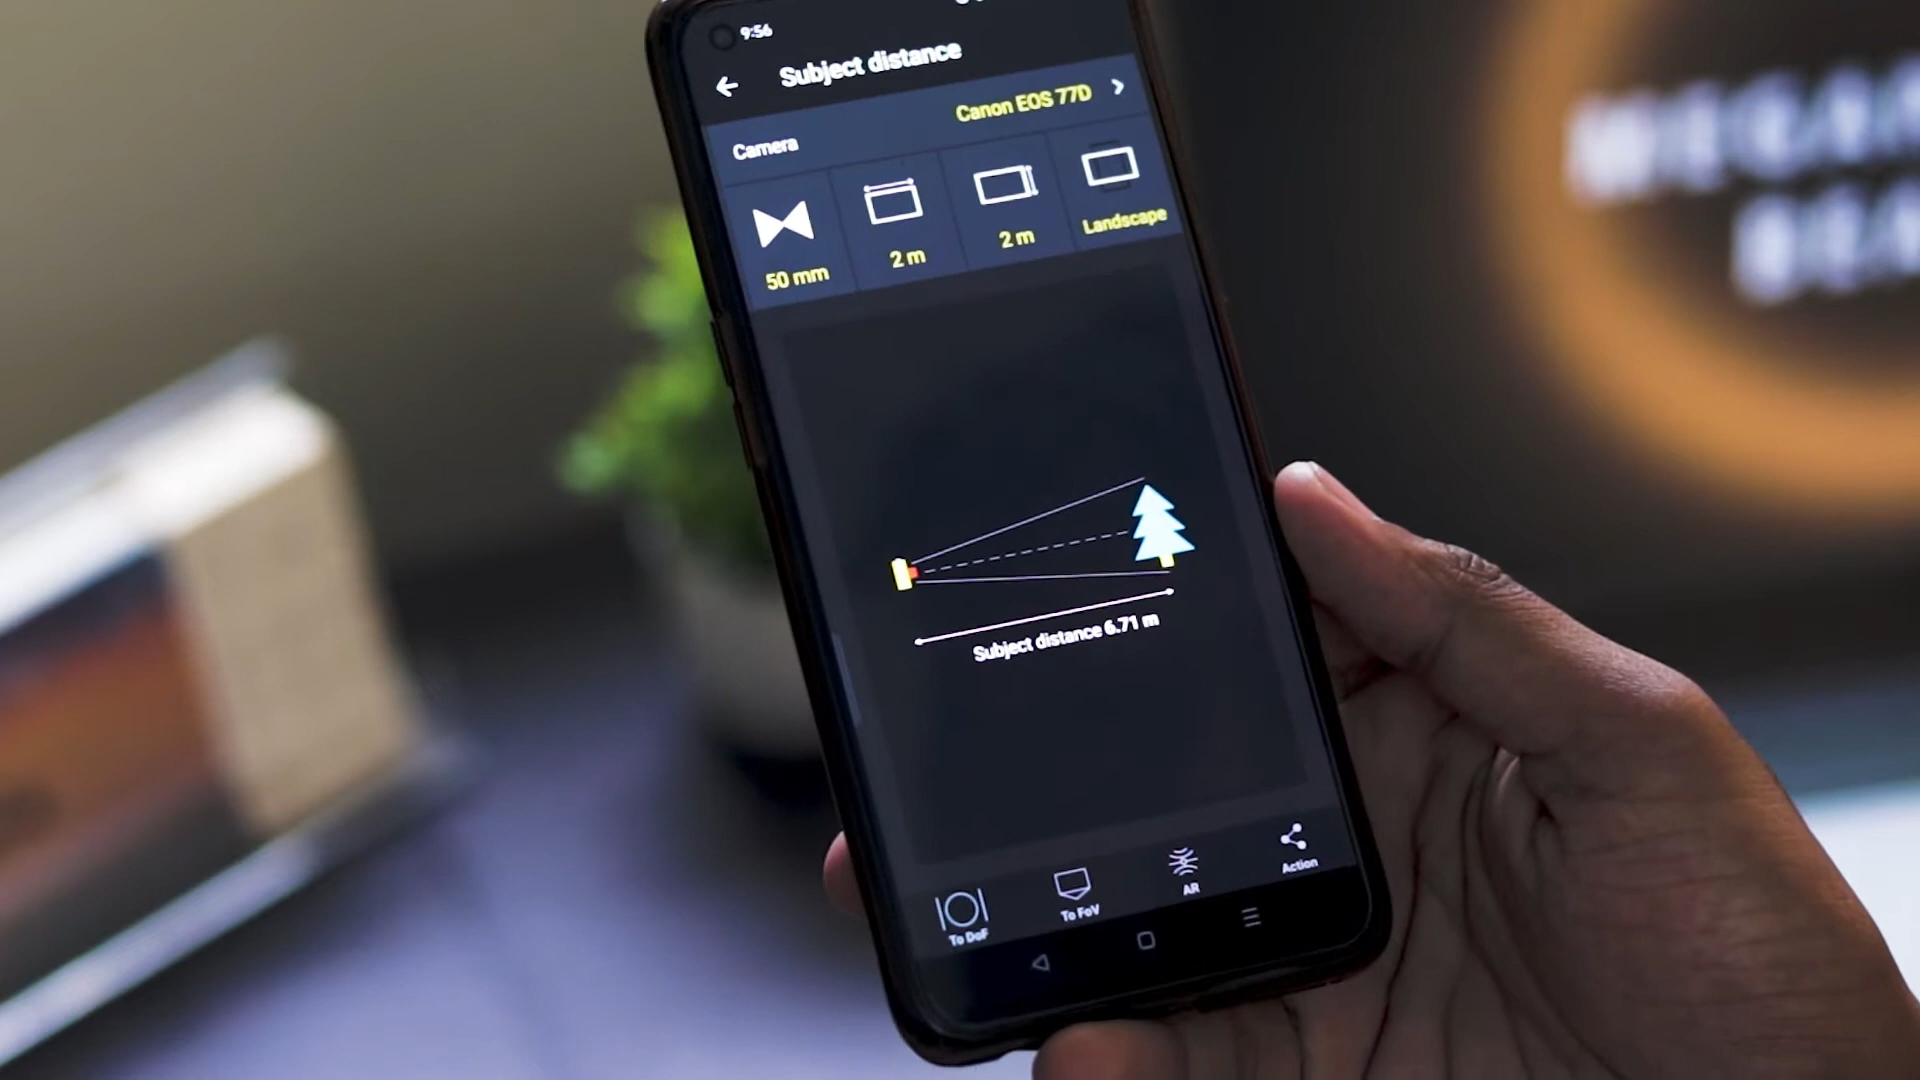 9:56
Subject distance
Camera
Canon EOS 77D
50 mm
2 m
2 m
Landscape
Subject distance 6.71 m
To DoF
To FoV
AR
Action